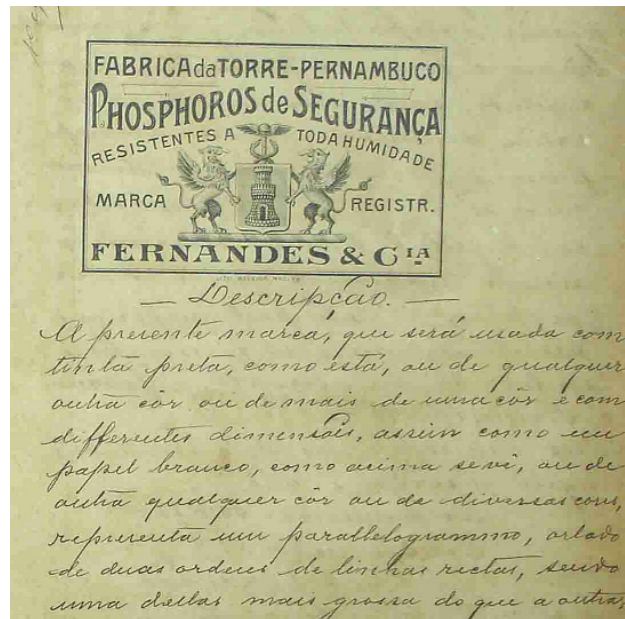 FABRICA da TORRE-PERNAMBUCO
PHOSPHOROS de SEGURANÇA
RESISTENTES A TODA HUMIDADE
MARCA REGISTR.
FERNANDES & CIA
— Descripção. —
A presente marca, que será usada com
tinta preta, como está, ou de qualquer
outra côr ou de mais de uma côr e com
differentes dimensões, assim como em
papel branco, como acima se vê, ou de
outra qualquer côr ou de diversas cores,
representa um parallelogrammo, orlado
de duas ordens de linhas rectas, sendo
uma dellas mais grossa do que a outra,